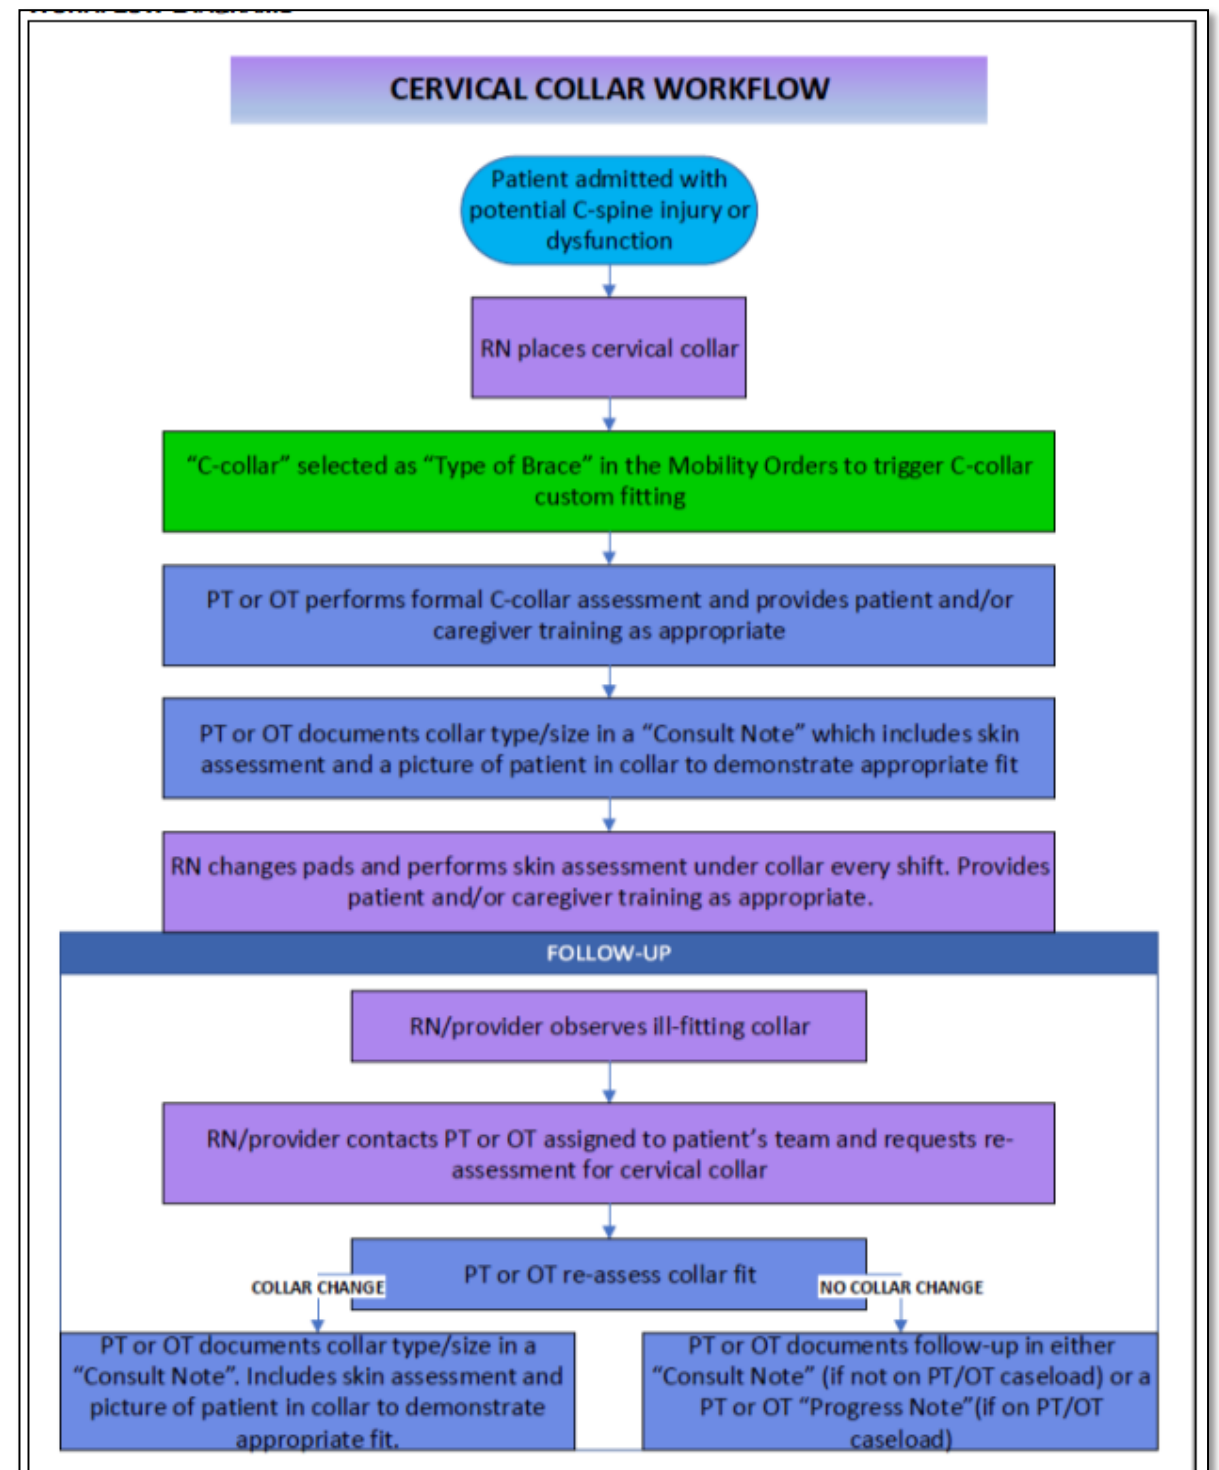 CERVICAL COLLAR WORKFLOW
Patient admitted with
potential C-spine injury or
dysfunction
RN places cervical collar
“C-collar” selected as “Type of Brace” in the Mobility Orders to trigger C-collar
custom fitting
PT or OT performs formal C-collar assessment and provides patient and/or
caregiver training as appropriate
PT or OT documents collar type/size in a “Consult Note” which includes skin
assessment and a picture of patient in collar to demonstrate appropriate fit
RN changes pads and performs skin assessment under collar every shift. Provides
patient and/or caregiver training as appropriate.
FOLLOW-UP
RN/provider observes ill-fitting collar
RN/provider contacts PT or OT assigned to patient’s team and requests re-
assessment for cervical collar
PT or OT re-assess collar fit
COLLAR CHANGE
NO COLLAR CHANGE
PT or OT documents collar type/size in a
“Consult Note”. Includes skin assessment and
picture of patient in collar to demonstrate
appropriate fit.
PT or OT documents follow-up in either
“Consult Note” (if not on PT/OT caseload) or a
PT or OT “Progress Note”(if on PT/OT
caseload)